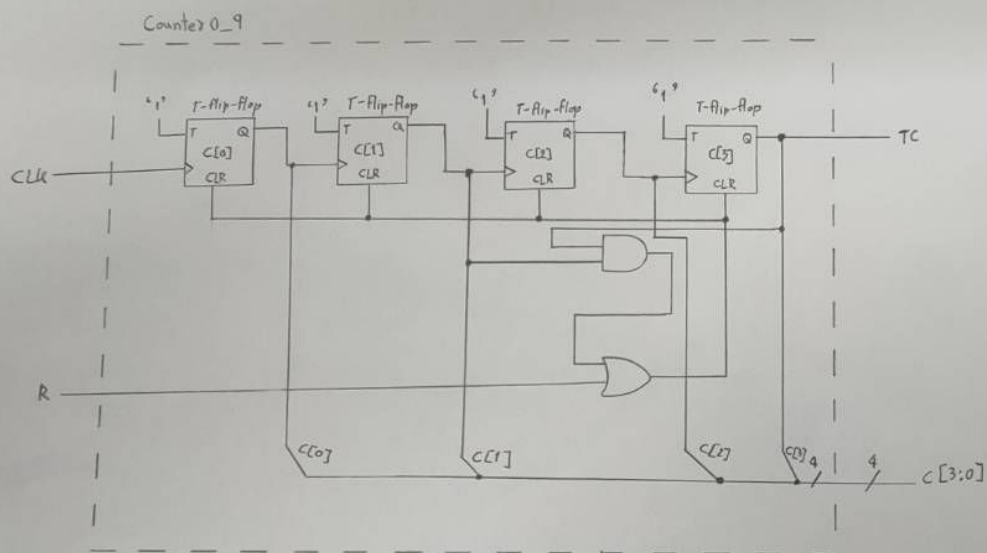 Counter 0_9
'1' T-flip-flop '1' T-flip-flop '1' T-flip-flop '1' T-flip-flop
T Q T Q T Q T Q TC
C[0] C[1] C[2] C[3]
CLK CLR CLR CLR CLR
R
C[0] C[1] C[2] C[3] 4 4 C[3:0]